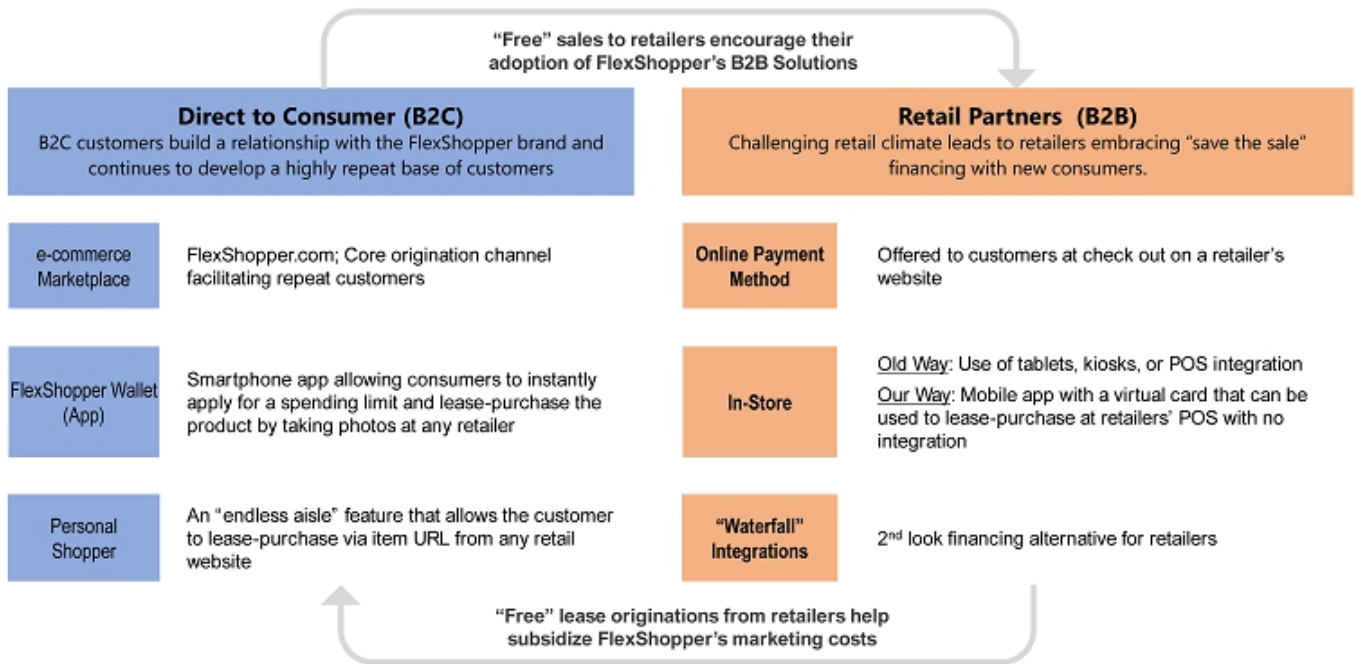 “Free” sales to retailers encourage their
adoption of FlexShopper’s B2B Solutions
Direct to Consumer (B2C)
B2C customers build a relationship with the FlexShopper brand and
continues to develop a highly repeat base of customers
e-commerce
Marketplace
FlexShopper.com; Core origination channel
facilitating repeat customers
FlexShopper Wallet
(App)
Smartphone app allowing consumers to instantly
apply for a spending limit and lease-purchase the
product by taking photos at any retailer
Personal
Shopper
An “endless aisle” feature that allows the customer
to lease-purchase via item URL from any retail
website
Retail Partners (B2B)
Challenging retail climate leads to retailers embracing “save the sale”
financing with new consumers.
Online Payment
Method
Offered to customers at check out on a retailer’s
website
In-Store
Old Way: Use of tablets, kiosks, or POS integration
Our Way: Mobile app with a virtual card that can be
used to lease-purchase at retailers’ POS with no
integration
“Waterfall”
Integrations
2nd look financing alternative for retailers
“Free” lease originations from retailers help
subsidize FlexShopper’s marketing costs